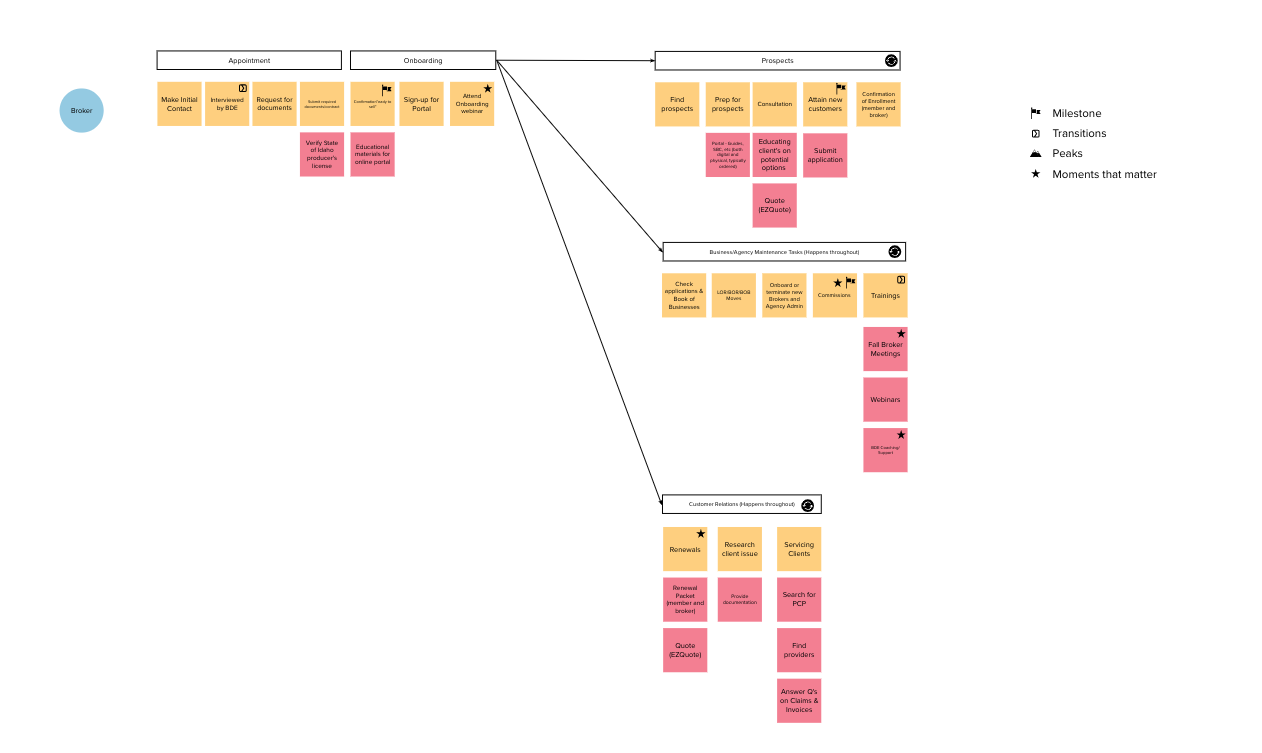 Appointment
Onboarding
Prospects
Broker
Make Initial
Contact
Interviewed
by BDE
Request for
documents
Submit required
documents/contract
Confirmation "ready to
sell"
Sign-up for
Portal
Attend
Onboarding
webinar
Verify State
of Idaho
producer's
license
Educational
materials for
online portal
Find
prospects
Prep for
prospects
Consultation
Attain new
customers
Confirmation
of Enrollment
(member and
broker)
Portal - Guides,
SBC, etc (both
digital and
physical, typically
ordered)
Educating
client's on
potential
options
Submit
application
Quote
(EZQuote)
Milestone
Transitions
Peaks
Moments that matter
Business/Agency Maintenance Tasks (Happens throughout)
Check
applications &
Book of
Businesses
LOR/BOR/BOB
Moves
Onboard or
terminate new
Brokers and
Agency Admin
Commissions
Trainings
Fall Broker
Meetings
Webinars
BDE Coaching/
Support
Customer Relations (Happens throughout)
Renewals
Research
client issue
Servicing
Clients
Renewal
Packet
(member and
broker)
Provide
documentation
Search for
PCP
Quote
(EZQuote)
Find
providers
Answer Q's
on Claims &
Invoices